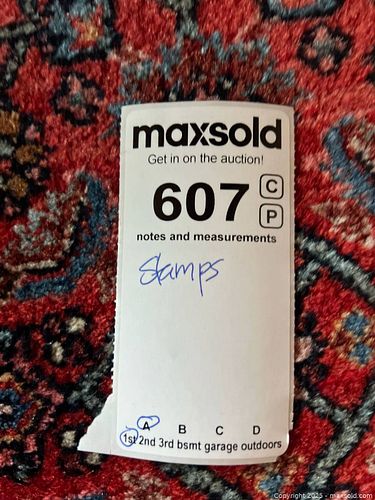 maxsold
Get in on the auction!
607 C
P
notes and measurements
Stamps
A B C D
1st 2nd 3rd bsmt garage outdoors
Copyright 2025 - maxsold.com